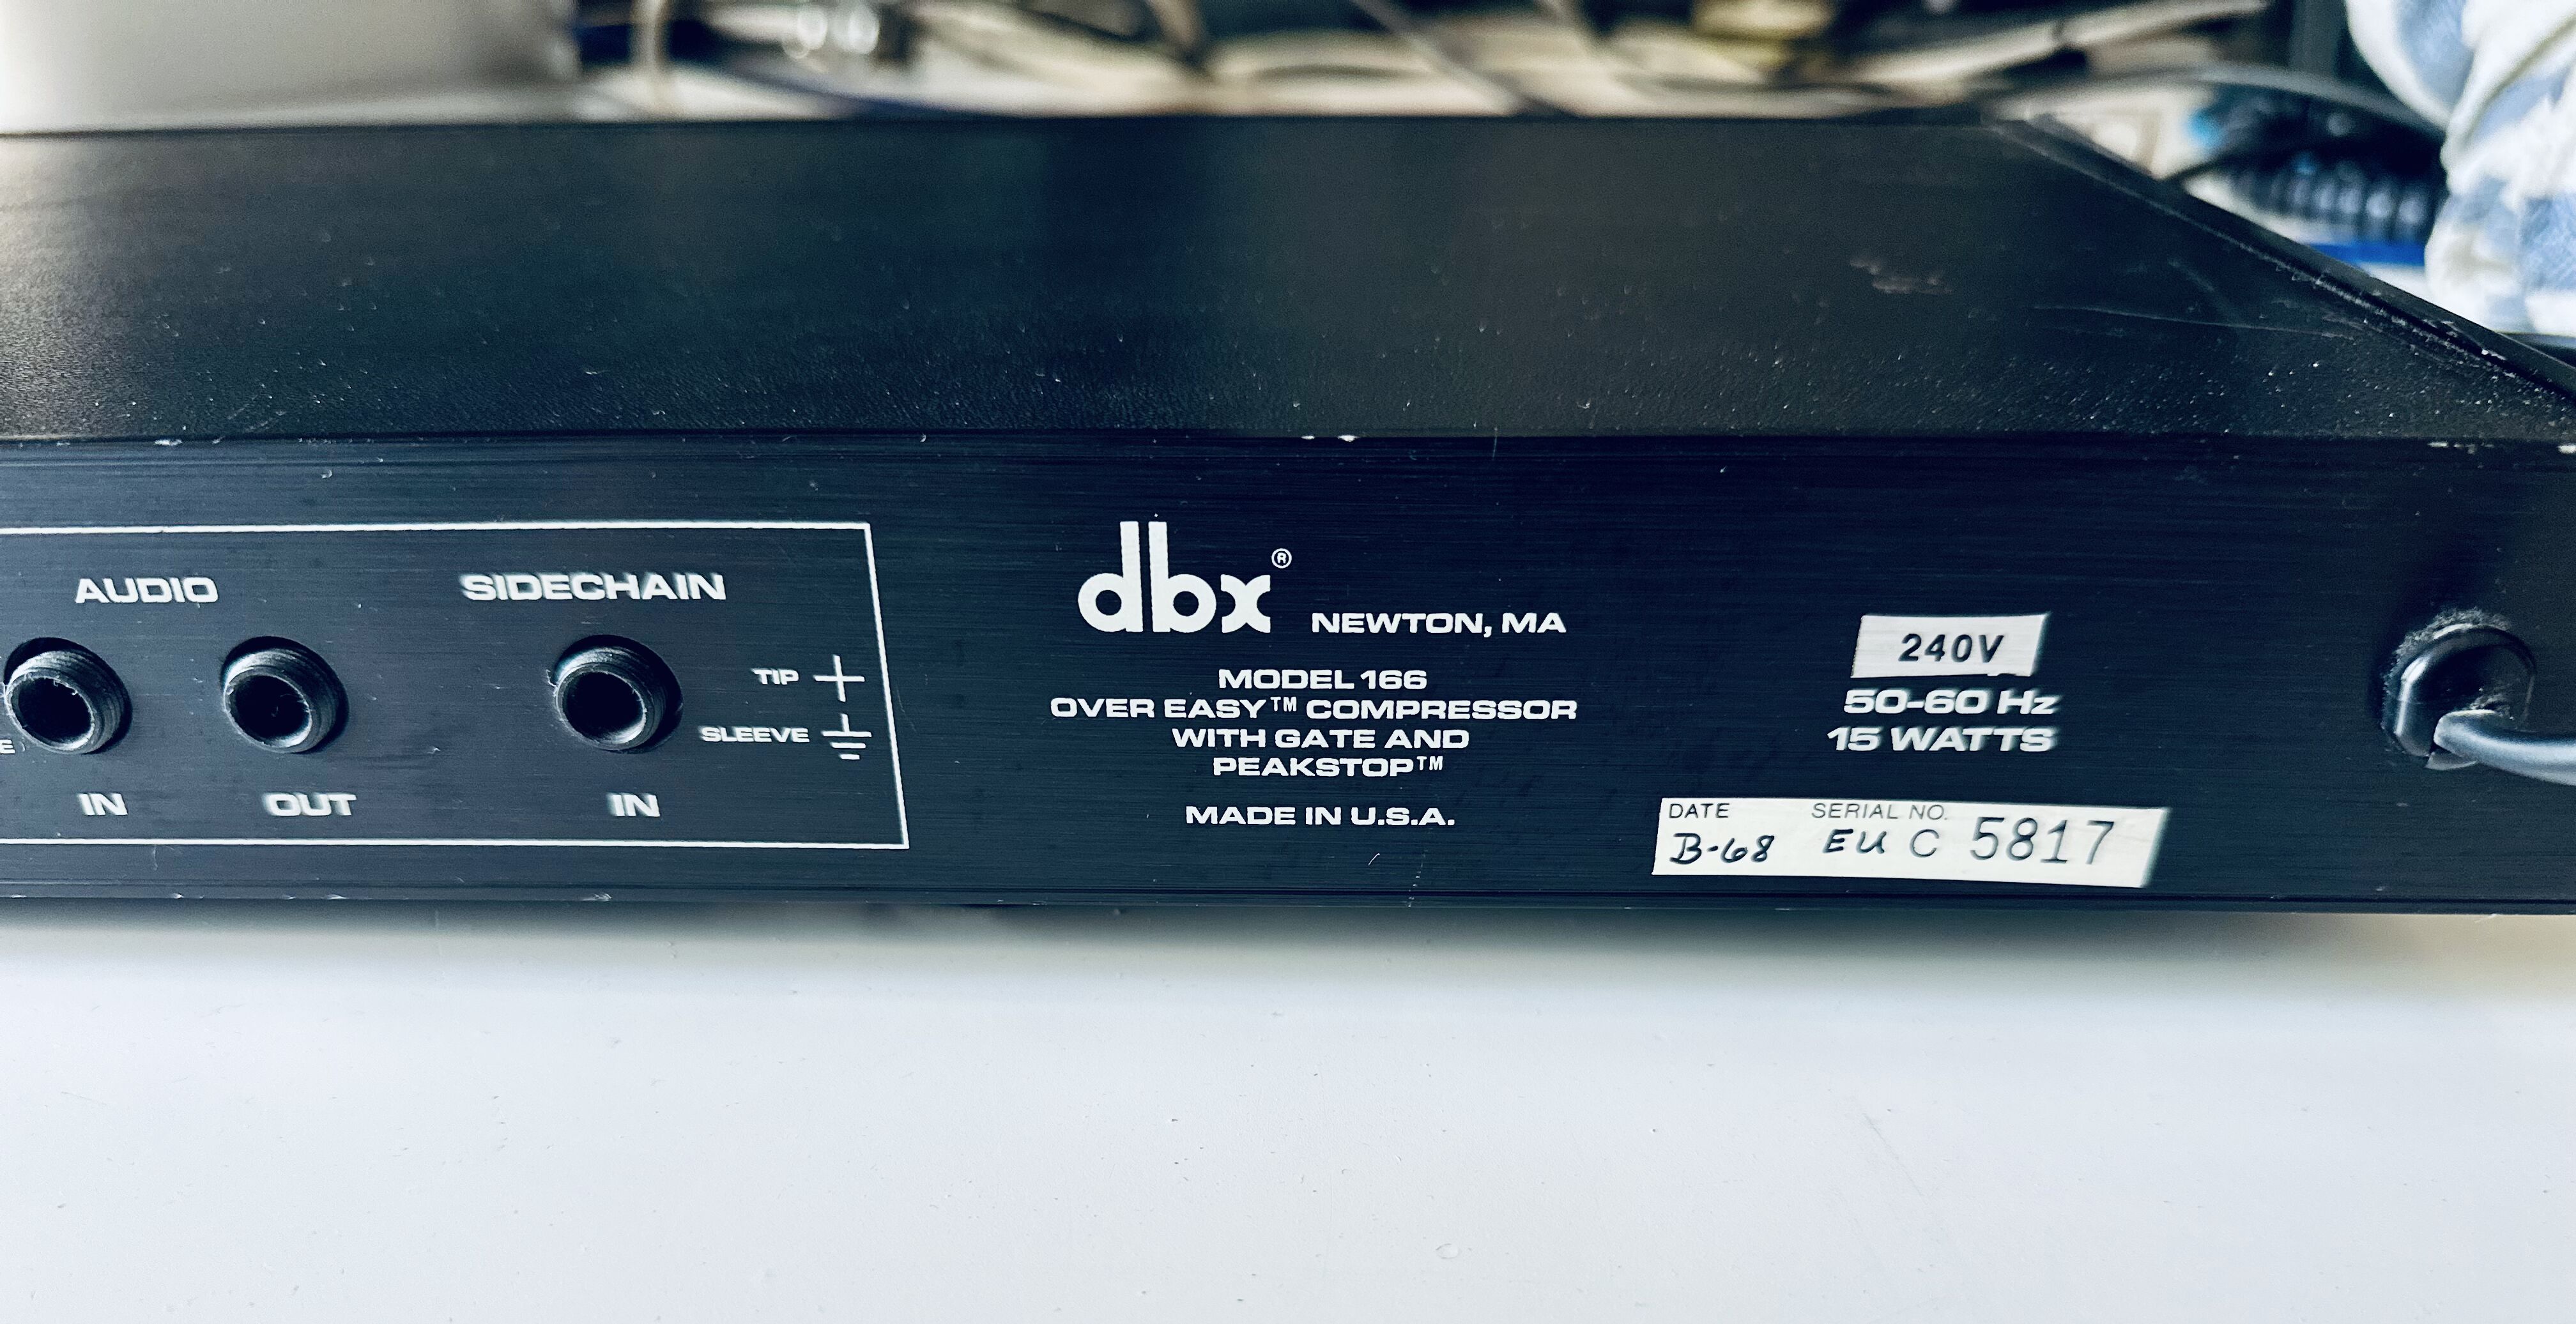 AUDIO
SIDECHAIN
TIP
SLEEVE
E
IN
OUT
IN
dbx® NEWTON, MA
MODEL 166
OVER EASY™ COMPRESSOR
WITH GATE AND
PEAKSTOP™
MADE IN U.S.A.
240V
50-60 Hz
15 WATTS
DATE SERIAL NO.
B-68 EU C 5817